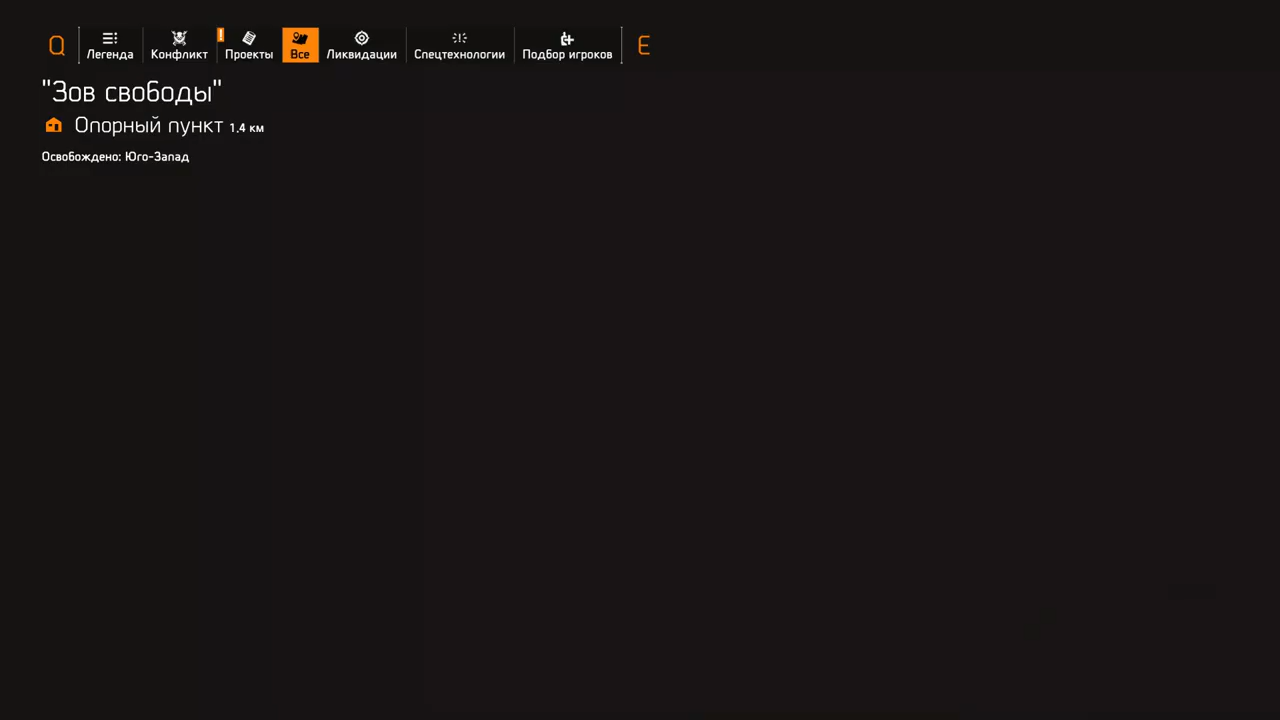 Q Легенда Конфликт Проекты Все Ликвидации Спецтехнологии Подбор игроков E
"Зов свободы"
Опорный пункт 1.4 км
Освобождено: Юго-Запад